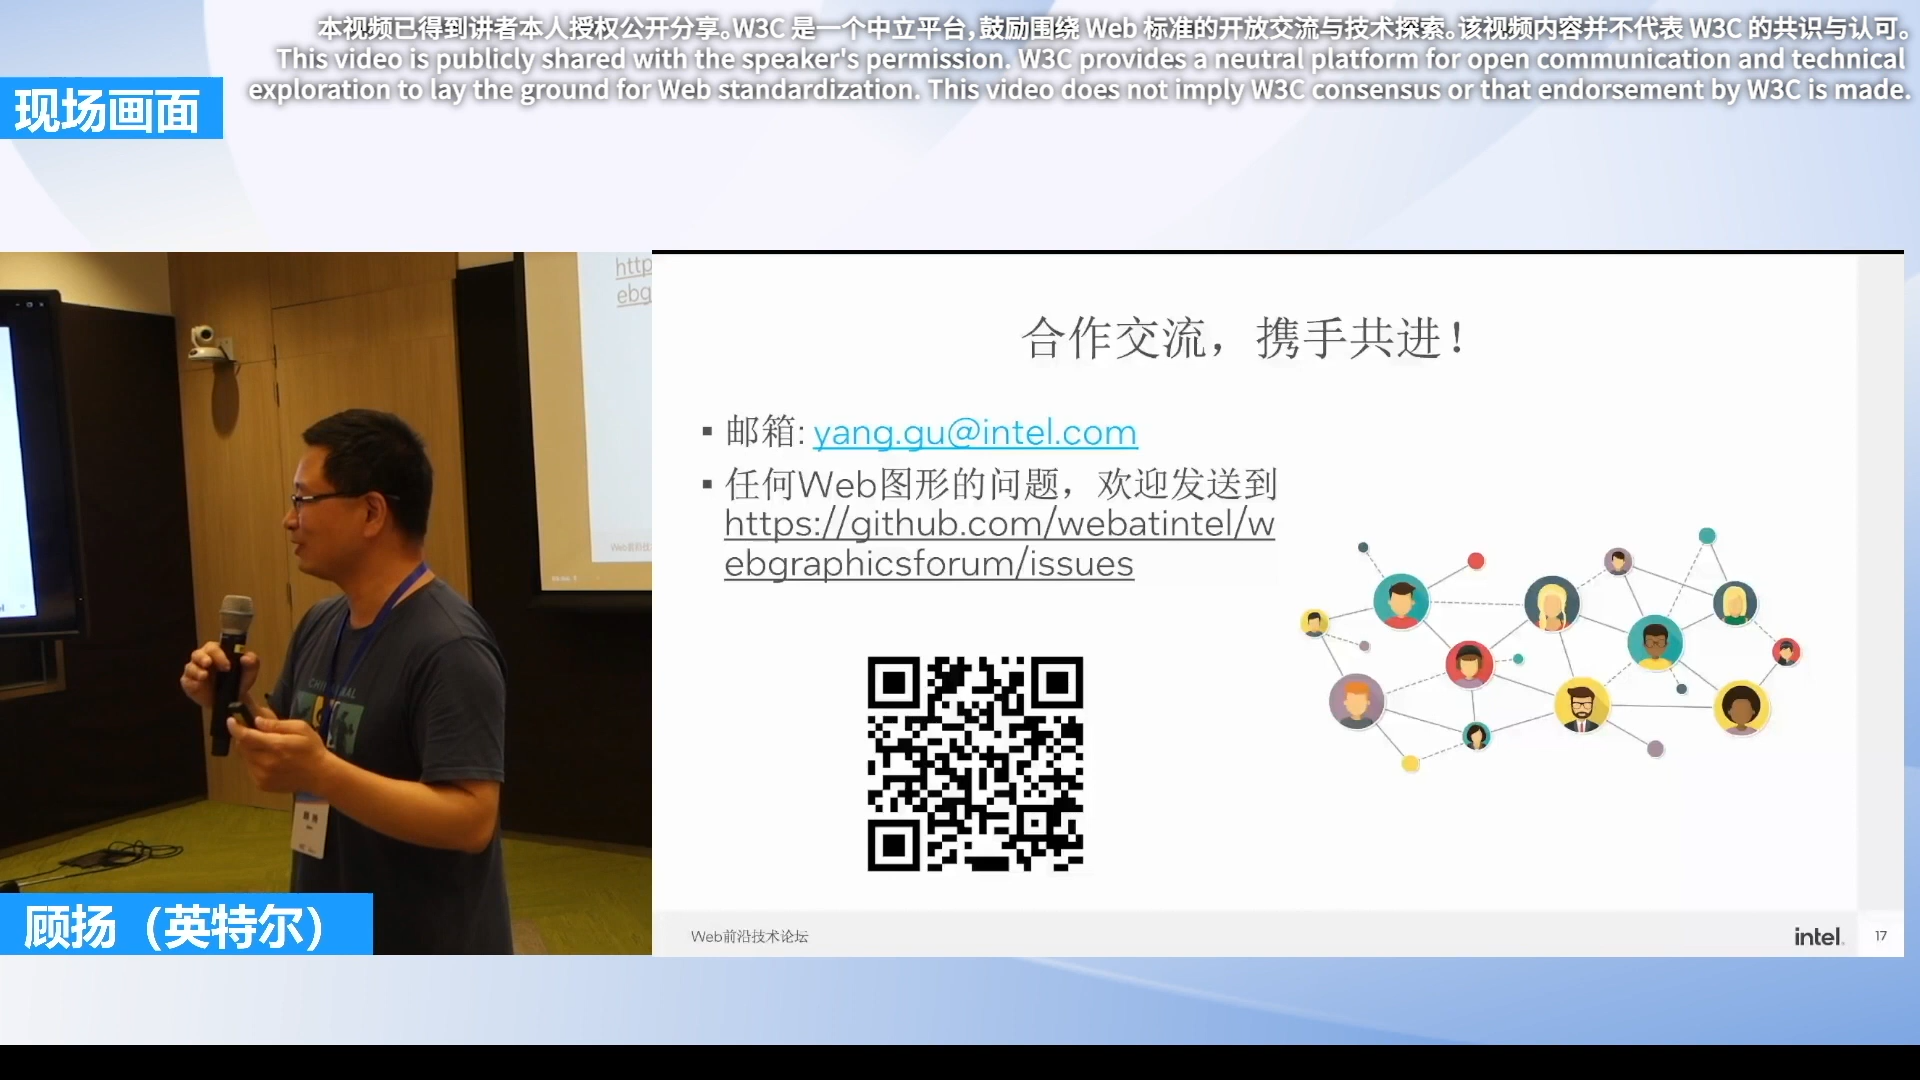 本视频已得到讲者本人授权公开分享。W3C 是一个中立平台，鼓励围绕 Web 标准的开放交流与技术探索。该视频内容并不代表 W3C 的共识与认可。
This video is publicly shared with the speaker's permission. W3C provides a neutral platform for open communication and technical
exploration to lay the ground for Web standardization. This video does not imply W3C consensus or that endorsement by W3C is made.
现场画面
http
ebg
合作交流，携手共进！
▪ 邮箱: yang.gu@intel.com
▪ 任何Web图形的问题，欢迎发送到
https://github.com/webatintel/w
ebgraphicsforum/issues
顾扬（英特尔）
Web前沿技术论坛
intel.
17